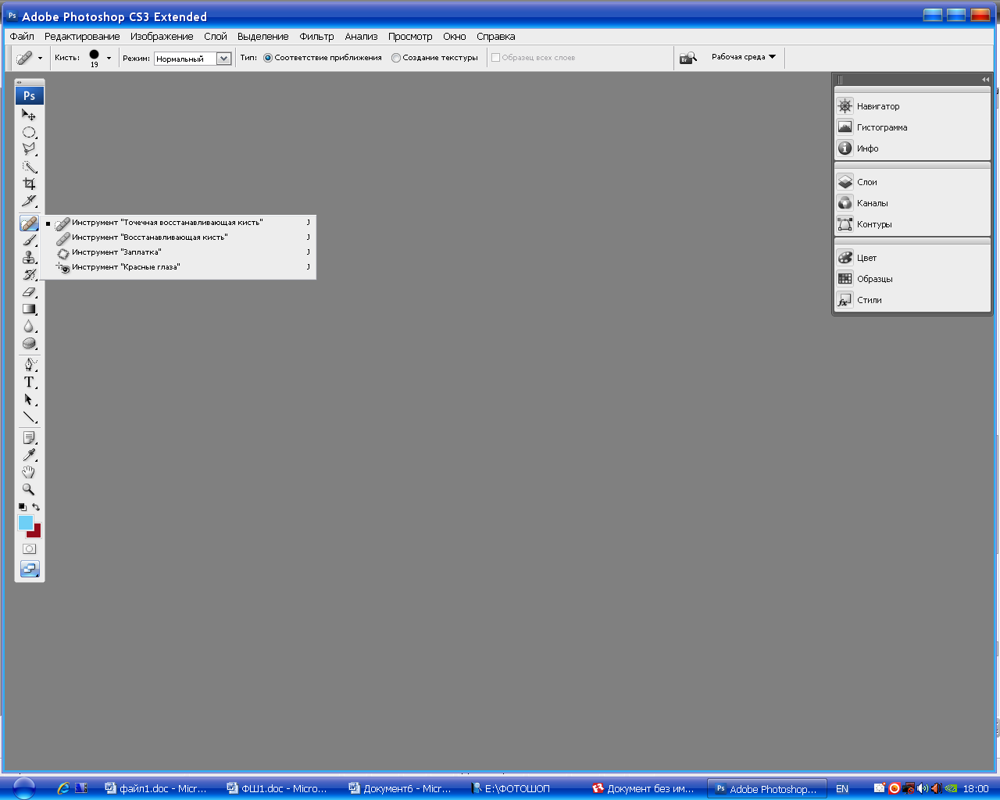 Ps Adobe Photoshop CS3 Extended
Файл Редактирование Изображение Слой Выделение Фильтр Анализ Просмотр Окно Справка
Кисть: 19 Режим: Нормальный Тип: Соответствие приближения Создание текстуры Образец всех слоев Br Рабочая среда
Ps
Навигатор
Гистограмма
Инфо
Слои
Каналы
Контуры
Цвет
Образцы
Стили
Инструмент "Точечная восстанавливающая кисть" J
Инструмент "Восстанавливающая кисть" J
Инструмент "Заплатка" J
Инструмент "Красные глаза" J
T
файл1.doc - Micr... ФШ1.doc - Micro... Документ6 - Micr... E:\ФОТОШОП Документ без им... Ps Adobe Photoshop... EN 18:00